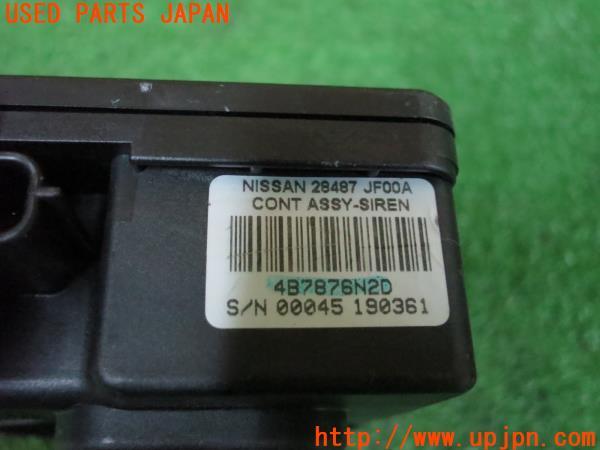 USED PARTS JAPAN
NISSAN 28487 JF00A
CONT ASSY-SIREN
4B7876N2D
S/N 00045 190361
http://www.upjpn.com/